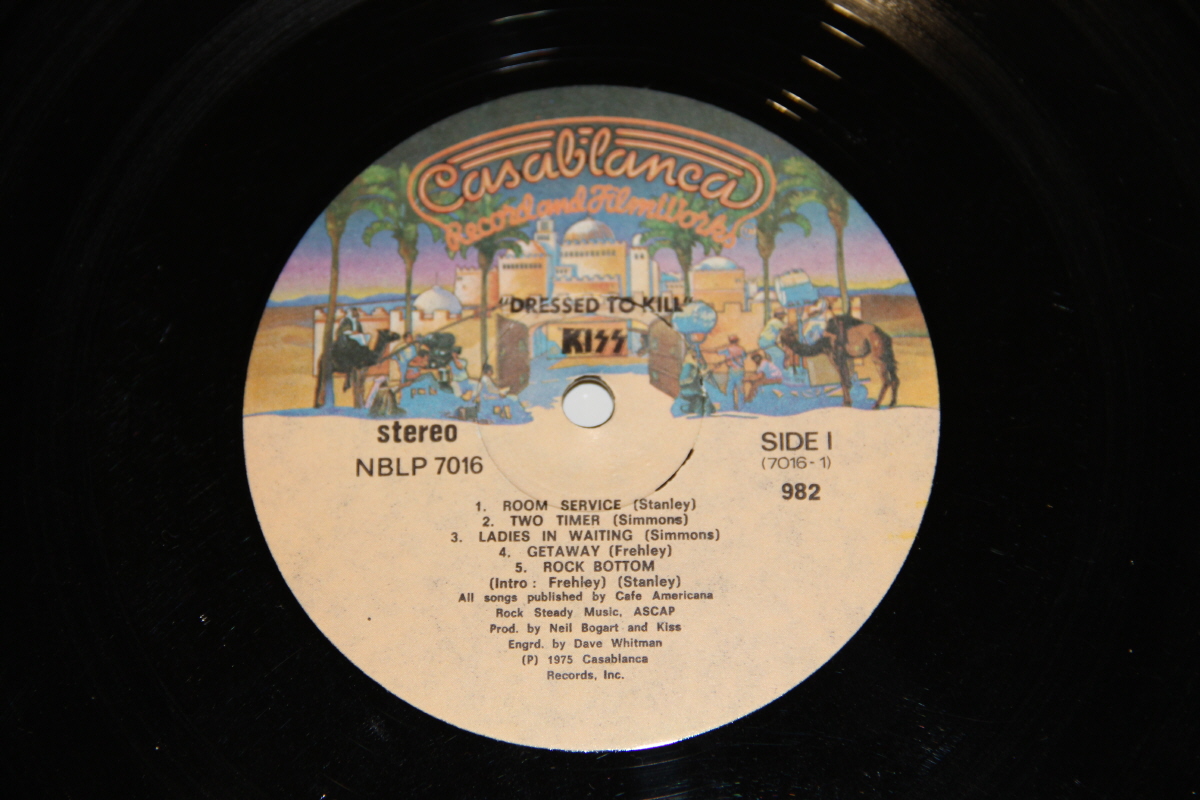 Casablanca
Record and FilmWorks
"DRESSED TO KILL"
KISS
stereo
NBLP 7016
SIDE 1
(7016-1)
982
1. ROOM SERVICE (Stanley)
2. TWO TIMER (Simmons)
3. LADIES IN WAITING (Simmons)
4. GETAWAY (Frehley)
5. ROCK BOTTOM
(Intro : Frehley) (Stanley)
All songs published by Cafe Americana
Rock Steady Music, ASCAP
Prod. by Neil Bogart and Kiss
Engrd. by Dave Whitman
(P) 1975 Casablanca
Records, Inc.